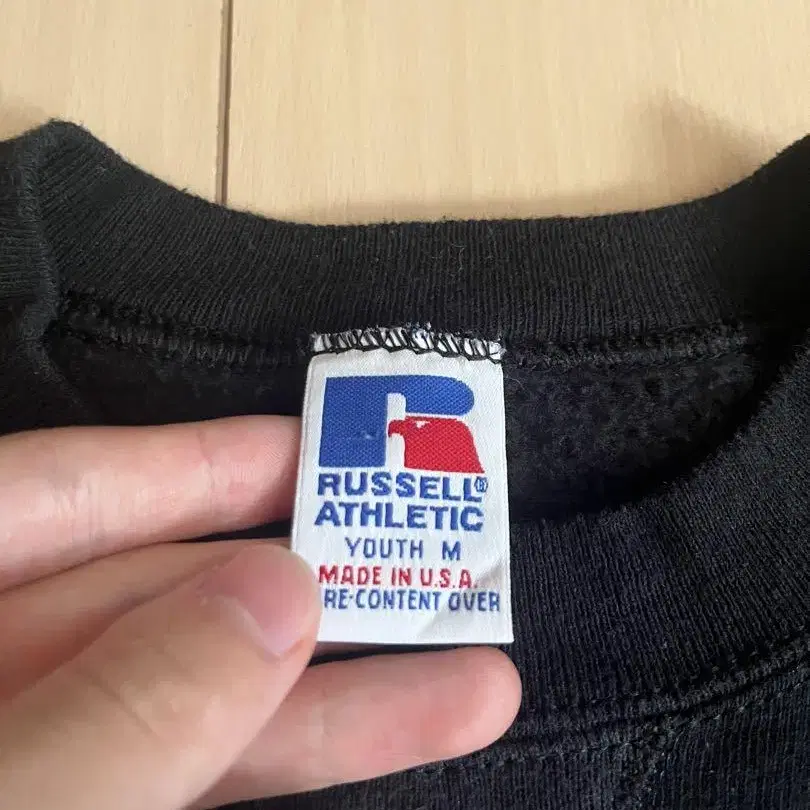 RUSSELL®
ATHLETIC
YOUTH M
MADE IN U.S.A.
RE-CONTENT OVER